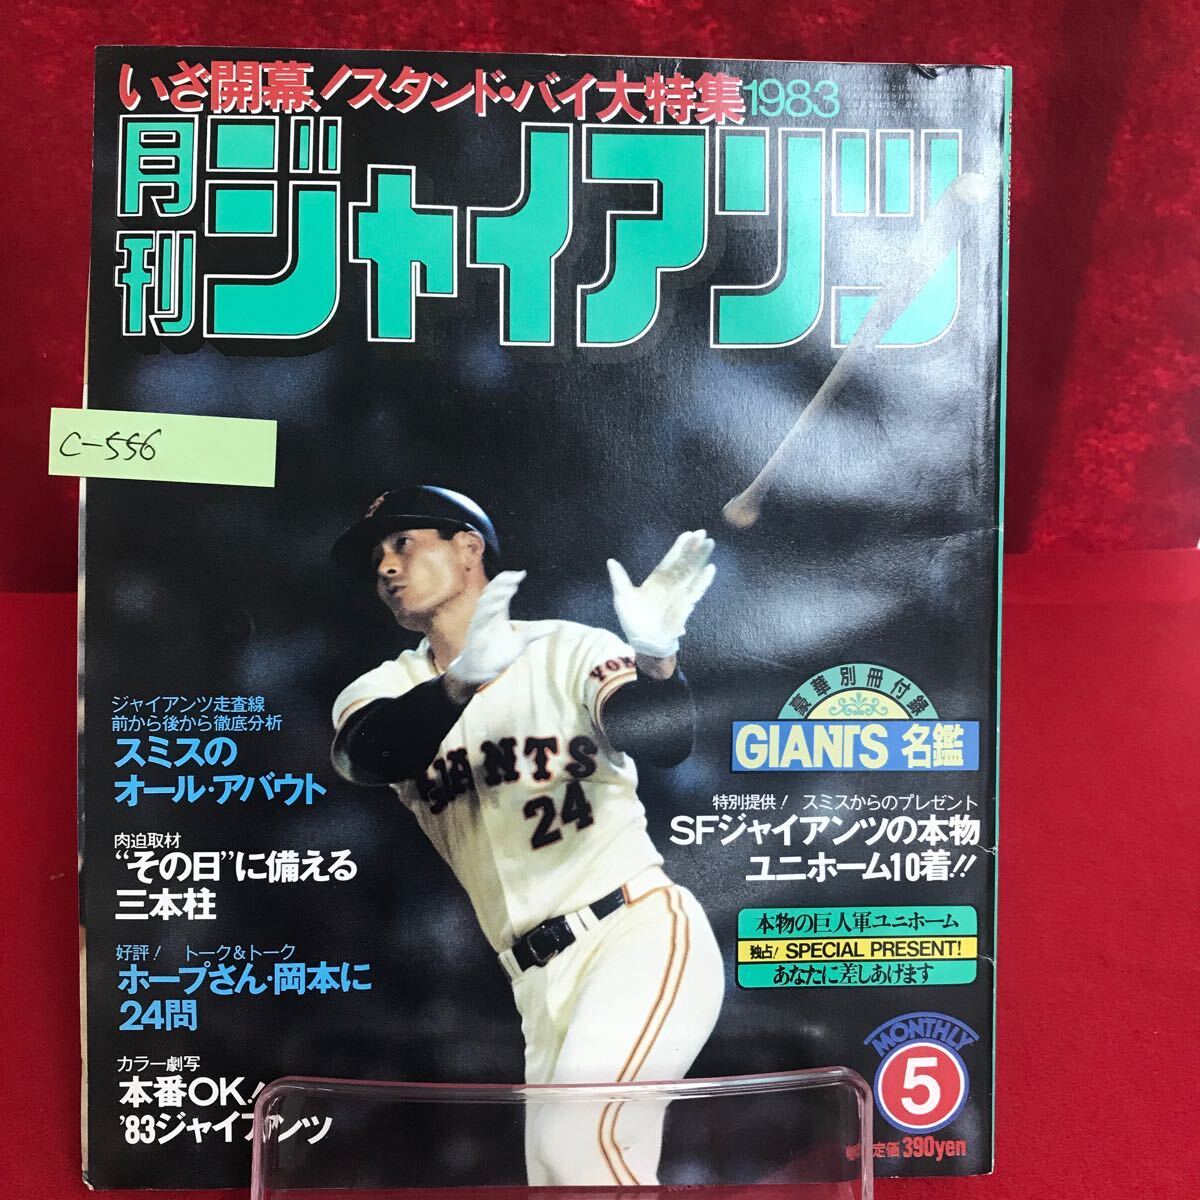 いざ開幕、!スタンド・バイ大特集1983
月刊ジャイアンツ
C-556
ジャイアンツ走査線
前から後から徹底分析
スミスの
オール・アバウト
肉迫取材
“その日”に備える
三本柱
好評! トーク&トーク
ホープさん・岡本に
24問
カラー劇写
本番OK!
'83ジャイアンツ
YOM
GIANTS
24
豪華別冊付録
GIANTS 名鑑
特別提供! スミスからのプレゼント
SFジャイアンツの本物
ユニホーム10着!!
本物の巨人軍ユニホーム
独占! SPECIAL PRESENT!
あなたに差しあげます
MONTHLY
5
定価390yen